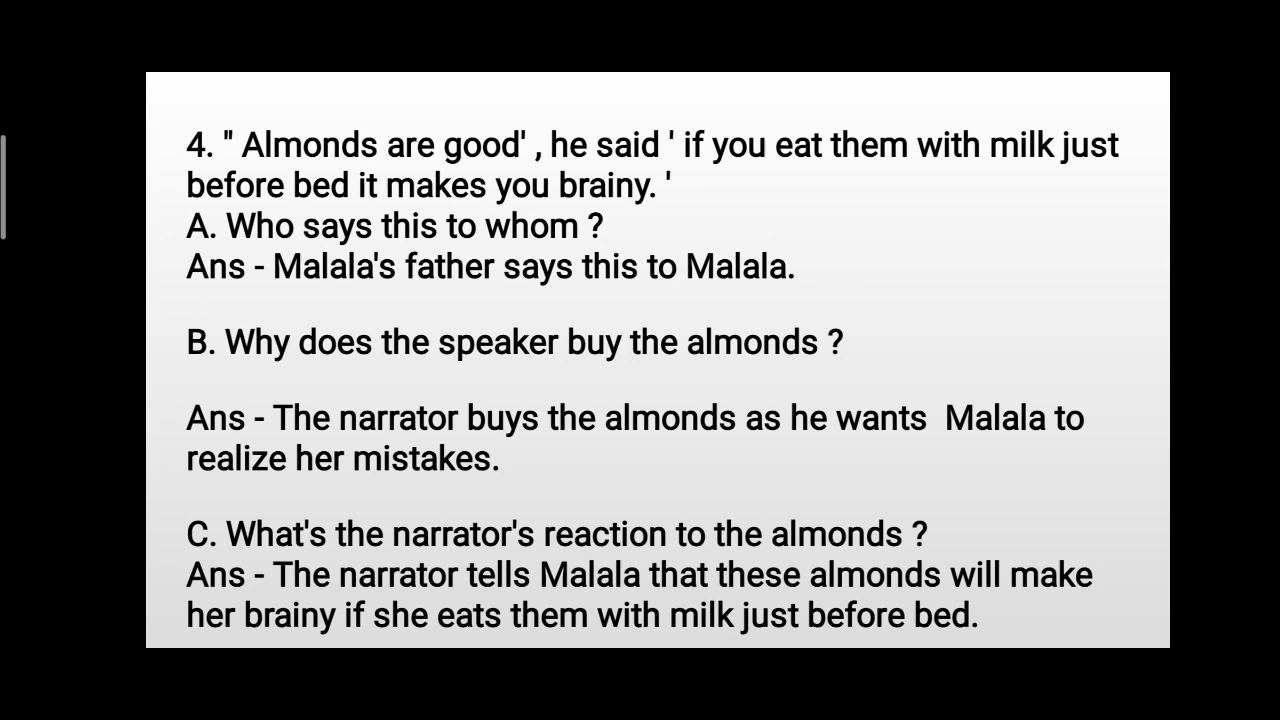 4. " Almonds are good' , he said ' if you eat them with milk just
before bed it makes you brainy. '
A. Who says this to whom ?
Ans - Malala's father says this to Malala.
B. Why does the speaker buy the almonds ?
Ans - The narrator buys the almonds as he wants  Malala to
realize her mistakes.
C. What's the narrator's reaction to the almonds ?
Ans - The narrator tells Malala that these almonds will make
her brainy if she eats them with milk just before bed.